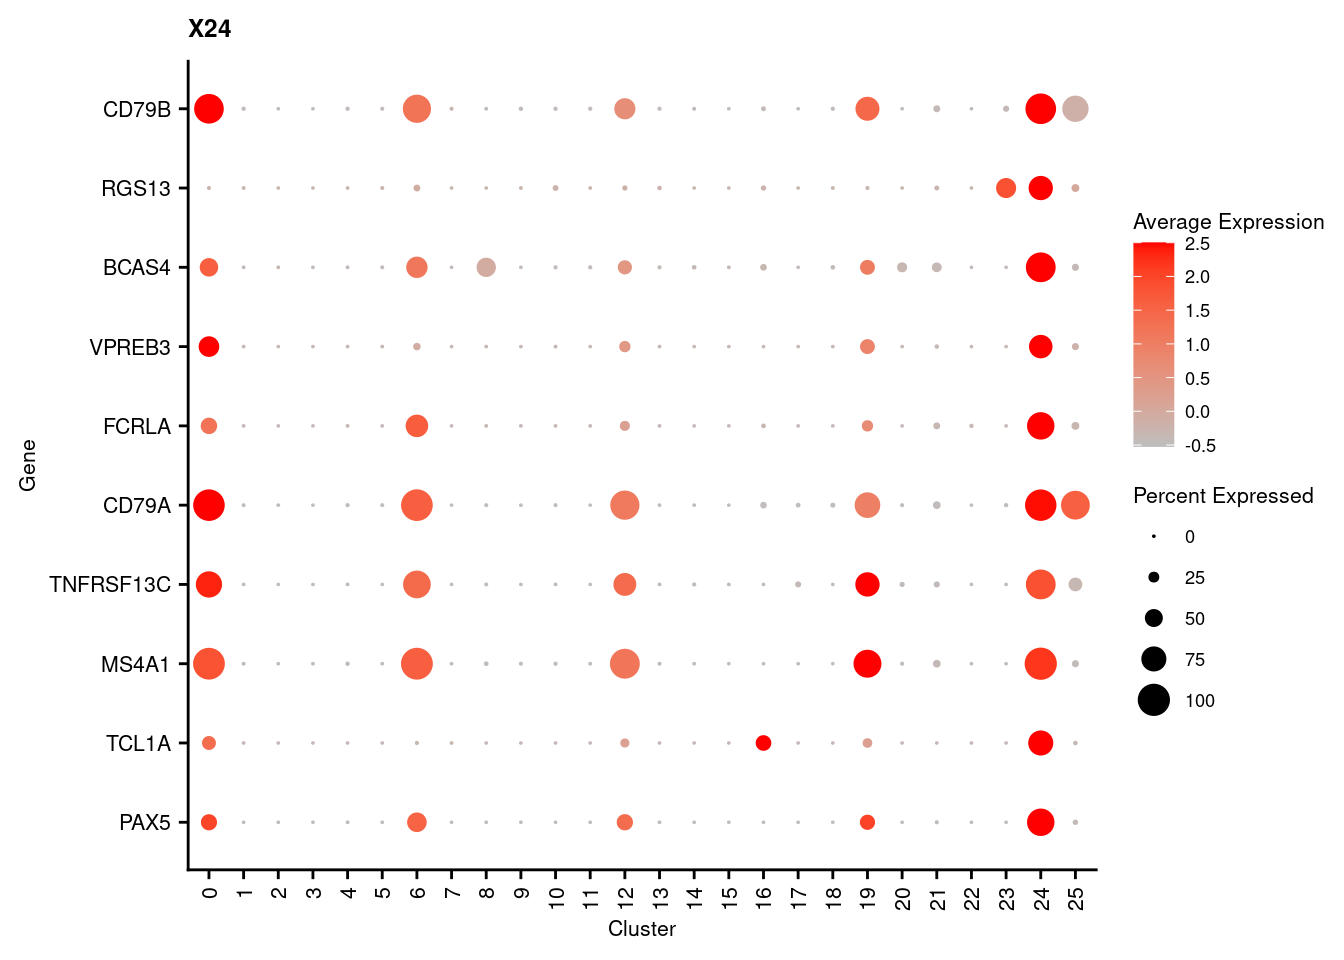 X24
Gene
CD79B
RGS13
BCAS4
VPREB3
FCRLA
CD79A
TNFRSF13C
MS4A1
TCL1A
PAX5
0 1 2 3 4 5 6 7 8 9 10 11 12 13 14 15 16 17 18 19 20 21 22 23 24 25
Cluster
Average Expression
2.5
2.0
1.5
1.0
0.5
0.0
-0.5
Percent Expressed
0
25
50
75
100